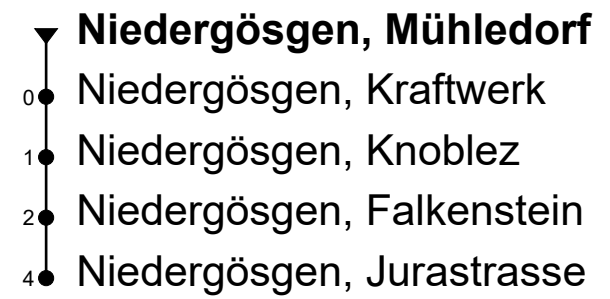 Niedergösgen, Mühledorf
0 Niedergösgen, Kraftwerk
1 Niedergösgen, Knoblez
2 Niedergösgen, Falkenstein
4 Niedergösgen, Jurastrasse